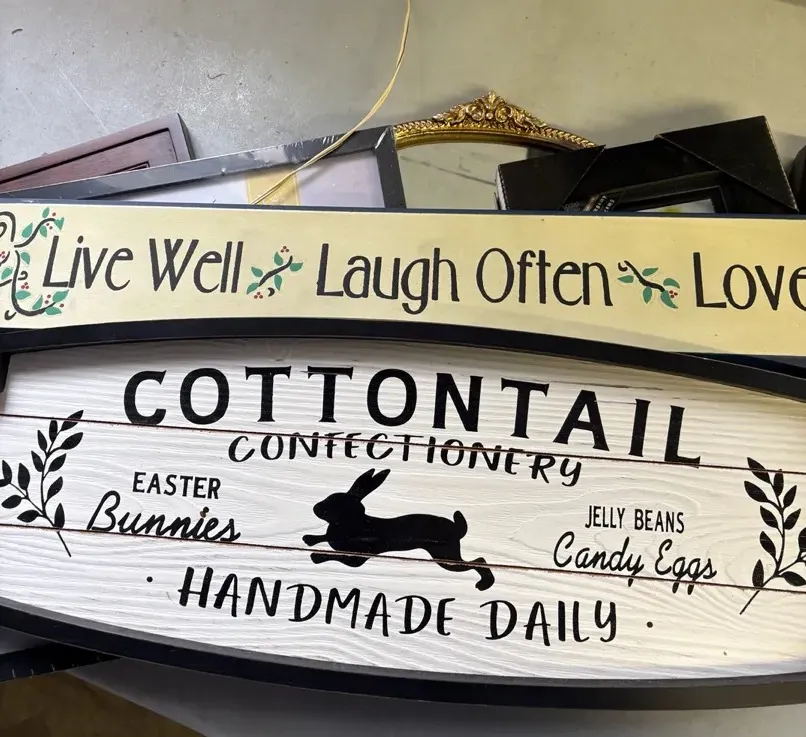 Live Well Laugh Often Love
COTTONTAIL
CONFECTIONERY
EASTER
Bunnies
JELLY BEANS
Candy Eggs
· HANDMADE DAILY ·